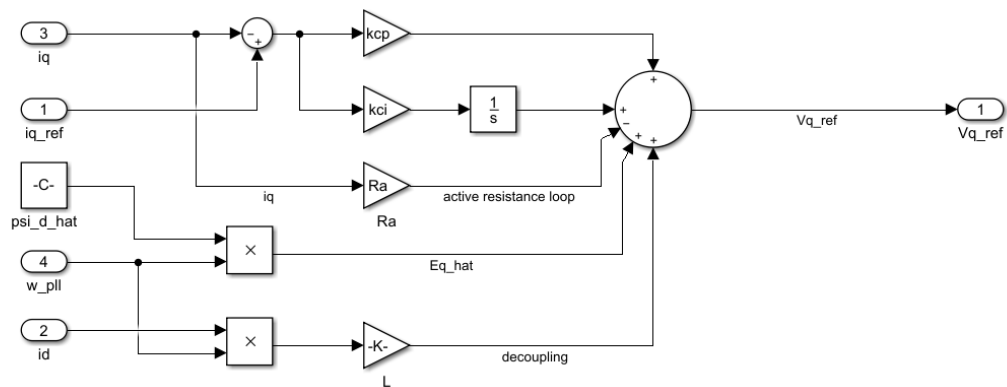 3
iq
−
+
kcp
+
1
iq_ref
kci
1
s
+
−
+
+
Vq_ref
1
Vq_ref
-C-
psi_d_hat
iq
Ra
Ra
active resistance loop
×
Eq_hat
4
w_pll
2
id
×
-K-
L
decoupling